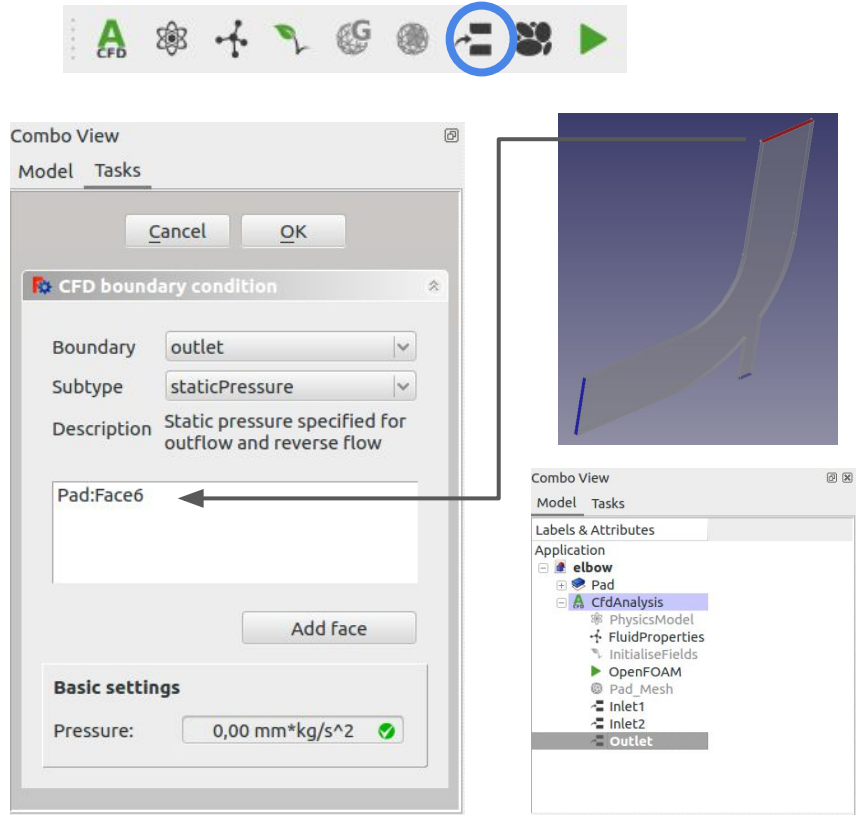 A
CFD
G
Combo View
Model Tasks
Cancel OK
CFD boundary condition
Boundary outlet
Subtype staticPressure
Description Static pressure specified for
outflow and reverse flow
Pad:Face6
Add face
Basic settings
Pressure: 0,00 mm*kg/s^2
Combo View
Model Tasks
Labels & Attributes
Application
elbow
Pad
CfdAnalysis
PhysicsModel
FluidProperties
InitialiseFields
OpenFOAM
Pad_Mesh
Inlet1
Inlet2
Outlet